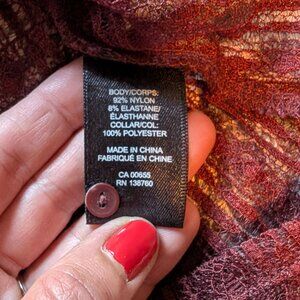 BODY/CORPS:
92% NYLON
8% ELASTANE/
ÉLASTHANNE
COLLAR/COL:
100% POLYESTER
MADE IN CHINA
FABRIQUÉ EN CHINE
CA 00655
RN 138760